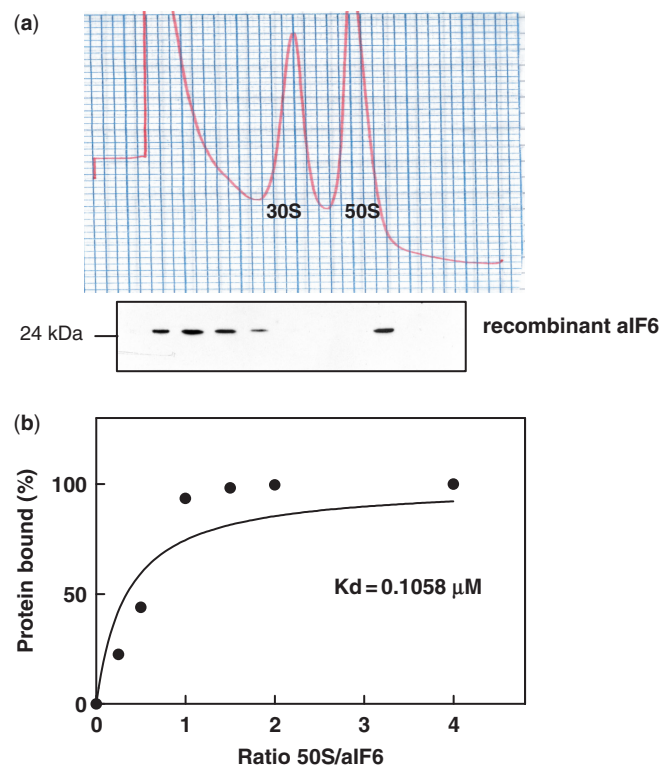 (a)
30S 50S
24 kDa
recombinant aIF6
(b)
Protein bound (%)
100
50
0
Kd = 0.1058 µM
0 1 2 3 4
Ratio 50S/aIF6